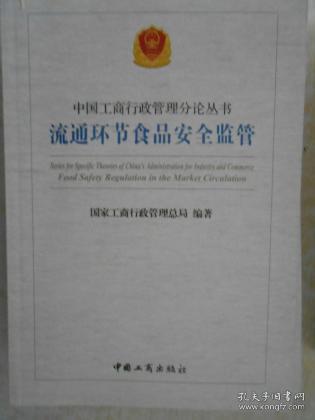 中国工商行政管理分论丛书
流通环节食品安全监管
Series for Specific Theories of China's Administration for Industry and Commerce
Food Safety Regulation in the Market Circulation
国家工商行政管理总局 编著
中国工商出版社
孔夫子旧书网
www.kongfz.com